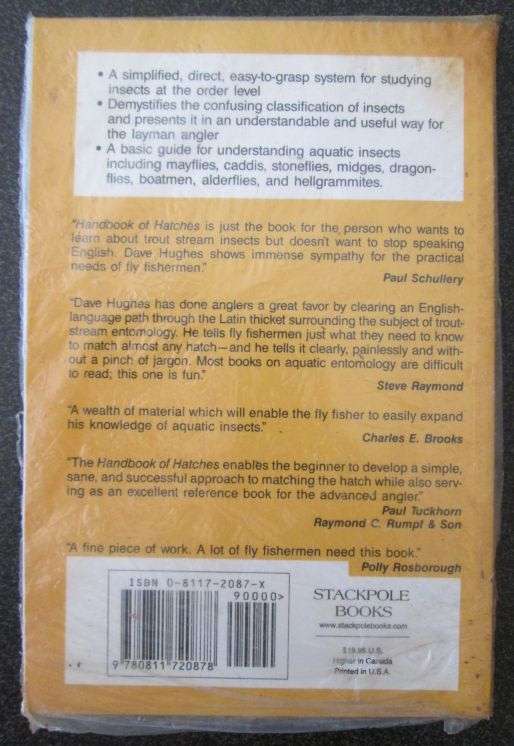 • A simplified, direct, easy-to-grasp system for studying
insects at the order level
• Demystifies the confusing classification of insects
and presents it in an understandable and useful way for
the layman angler
• A basic guide for understanding aquatic insects
including mayflies, caddis, stoneflies, midges, dragon-
flies, boatmen, alderflies, and hellgrammites.
"Handbook of Hatches is just the book for the person who wants to
learn about trout stream insects but doesn't want to stop speaking
English. Dave Hughes shows immense sympathy for the practical
needs of fly fishermen."
Paul Schullery
"Dave Hughes has done anglers a great favor by clearing an English-
language path through the Latin thicket surrounding the subject of trout-
stream entomology. He tells fly fishermen just what they need to know
to match almost any hatch—and he tells it clearly, painlessly and with-
out a pinch of jargon. Most books on aquatic entomology are difficult
to read; this one is fun."
Steve Raymond
"A wealth of material which will enable the fly fisher to easily expand
his knowledge of aquatic insects."
Charles E. Brooks
"The Handbook of Hatches enables the beginner to develop a simple,
sane, and successful approach to matching the hatch while also serv-
ing as an excellent reference book for the advanced angler."
Paul Tuckhorn
Raymond C. Rumpf & Son
"A fine piece of work. A lot of fly fishermen need this book."
Polly Rosborough
ISBN 0-8117-2087-X
90000>
9 780811 720878
STACKPOLE
BOOKS
www.stackpolebooks.com
$19.95 U.S.
Higher in Canada
Printed in U.S.A.